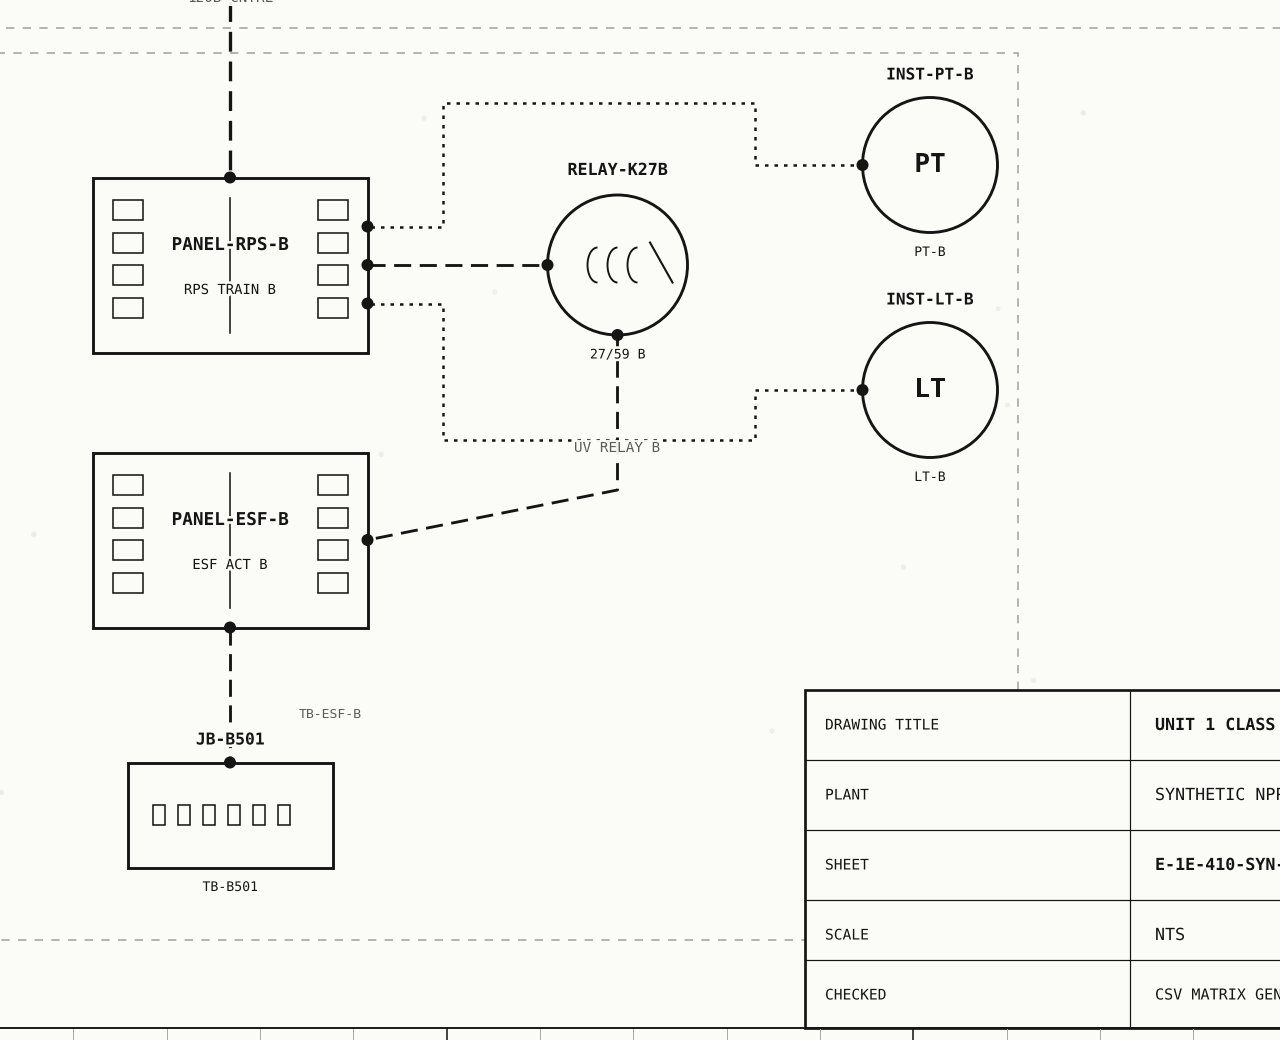 INST-PT-B
PT
PT-B
RELAY-K27B
27/59 B
UV RELAY B
PANEL-RPS-B
RPS TRAIN B
INST-LT-B
LT
LT-B
PANEL-ESF-B
ESF ACT B
TB-ESF-B
JB-B501
TB-B501
DRAWING TITLE UNIT 1 CLASS
PLANT SYNTHETIC NPP
SHEET E-1E-410-SYN-
SCALE NTS
CHECKED CSV MATRIX GEN